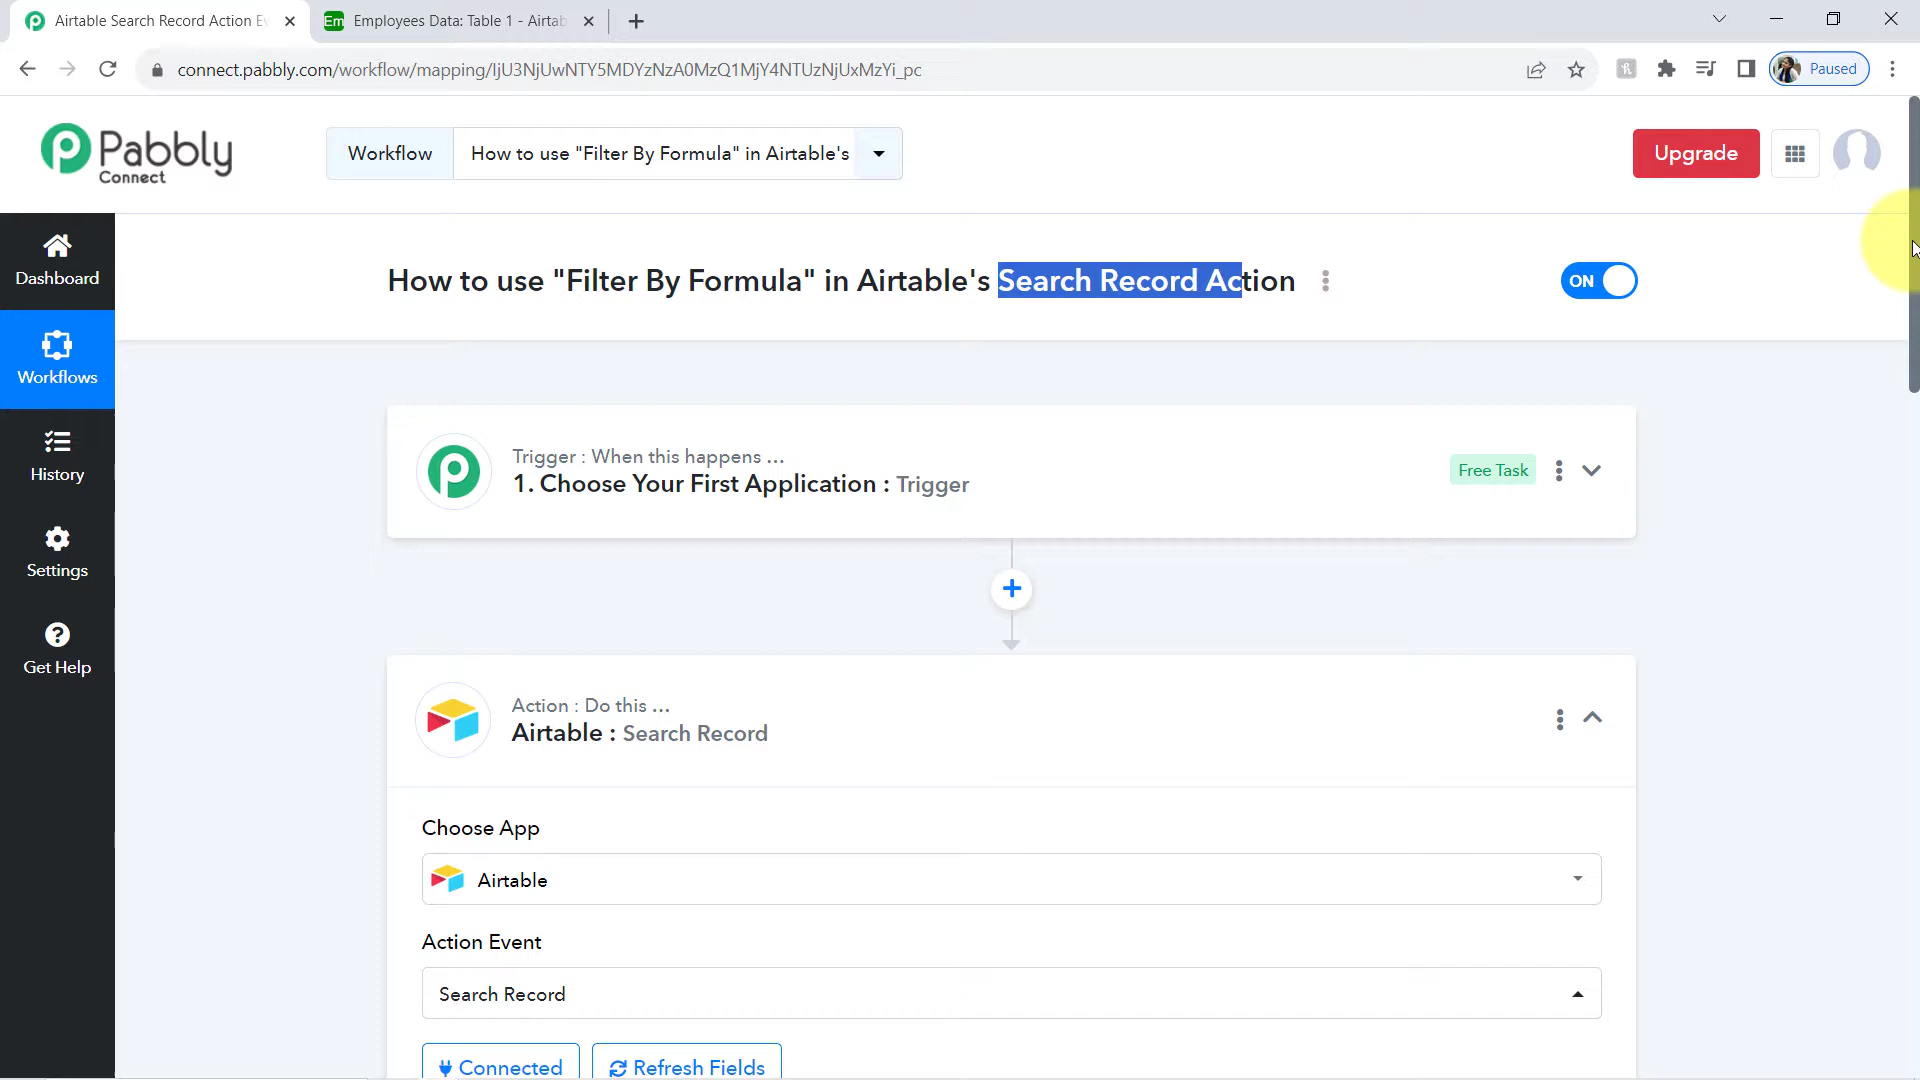 Airtable Search Record Action Ev
Employees Data: Table 1 - Airtab
connect.pabbly.com/workflow/mapping/IjU3NjUwNTY5MDYzNzA0MzQ1MjY4NTUzNjUxMzYi_pc
Paused
Pabbly
Connect
Workflow
How to use "Filter By Formula" in Airtable's
Upgrade
Dashboard
Workflows
History
Settings
Get Help
How to use "Filter By Formula" in Airtable's Search Record Action
ON
Trigger : When this happens ...
1. Choose Your First Application : Trigger
Free Task
Action : Do this ...
Airtable : Search Record
Choose App
Airtable
Action Event
Search Record
Connected
Refresh Fields